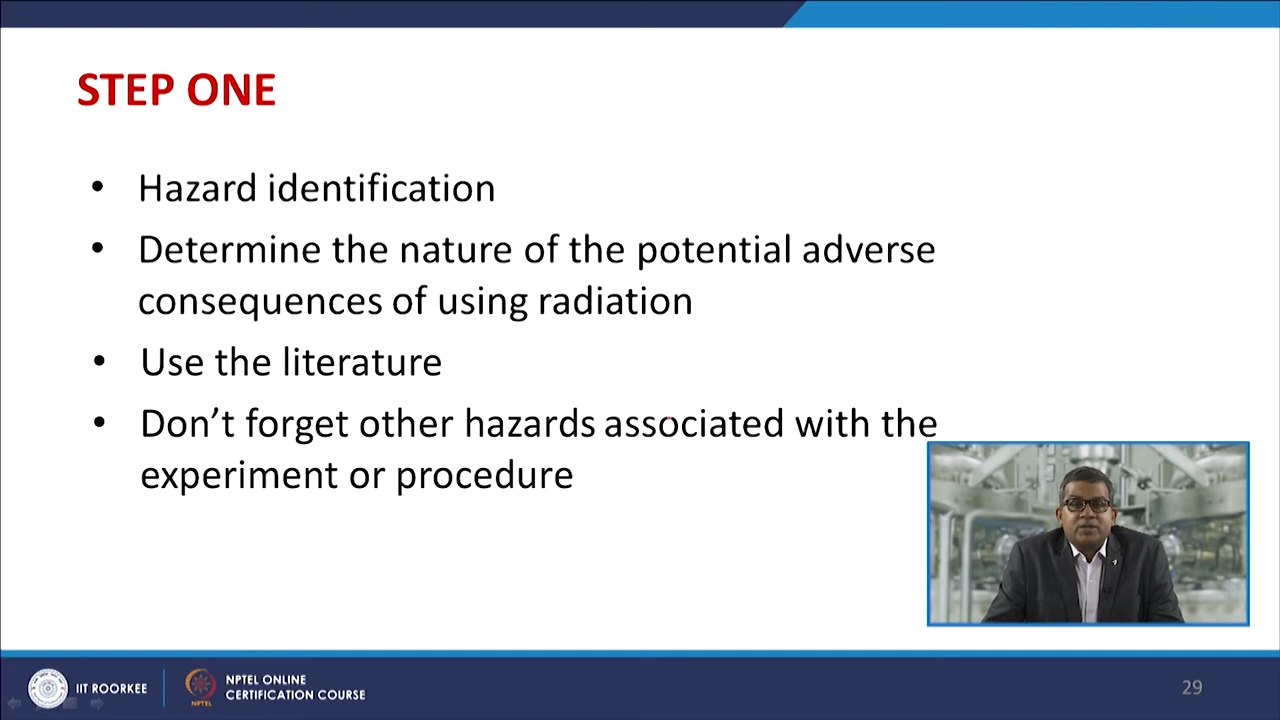 STEP ONE
• Hazard identification
• Determine the nature of the potential adverse
consequences of using radiation
• Use the literature
• Don’t forget other hazards associated with the
experiment or procedure
IIT ROORKEE
NPTEL
NPTEL ONLINE
CERTIFICATION COURSE
29